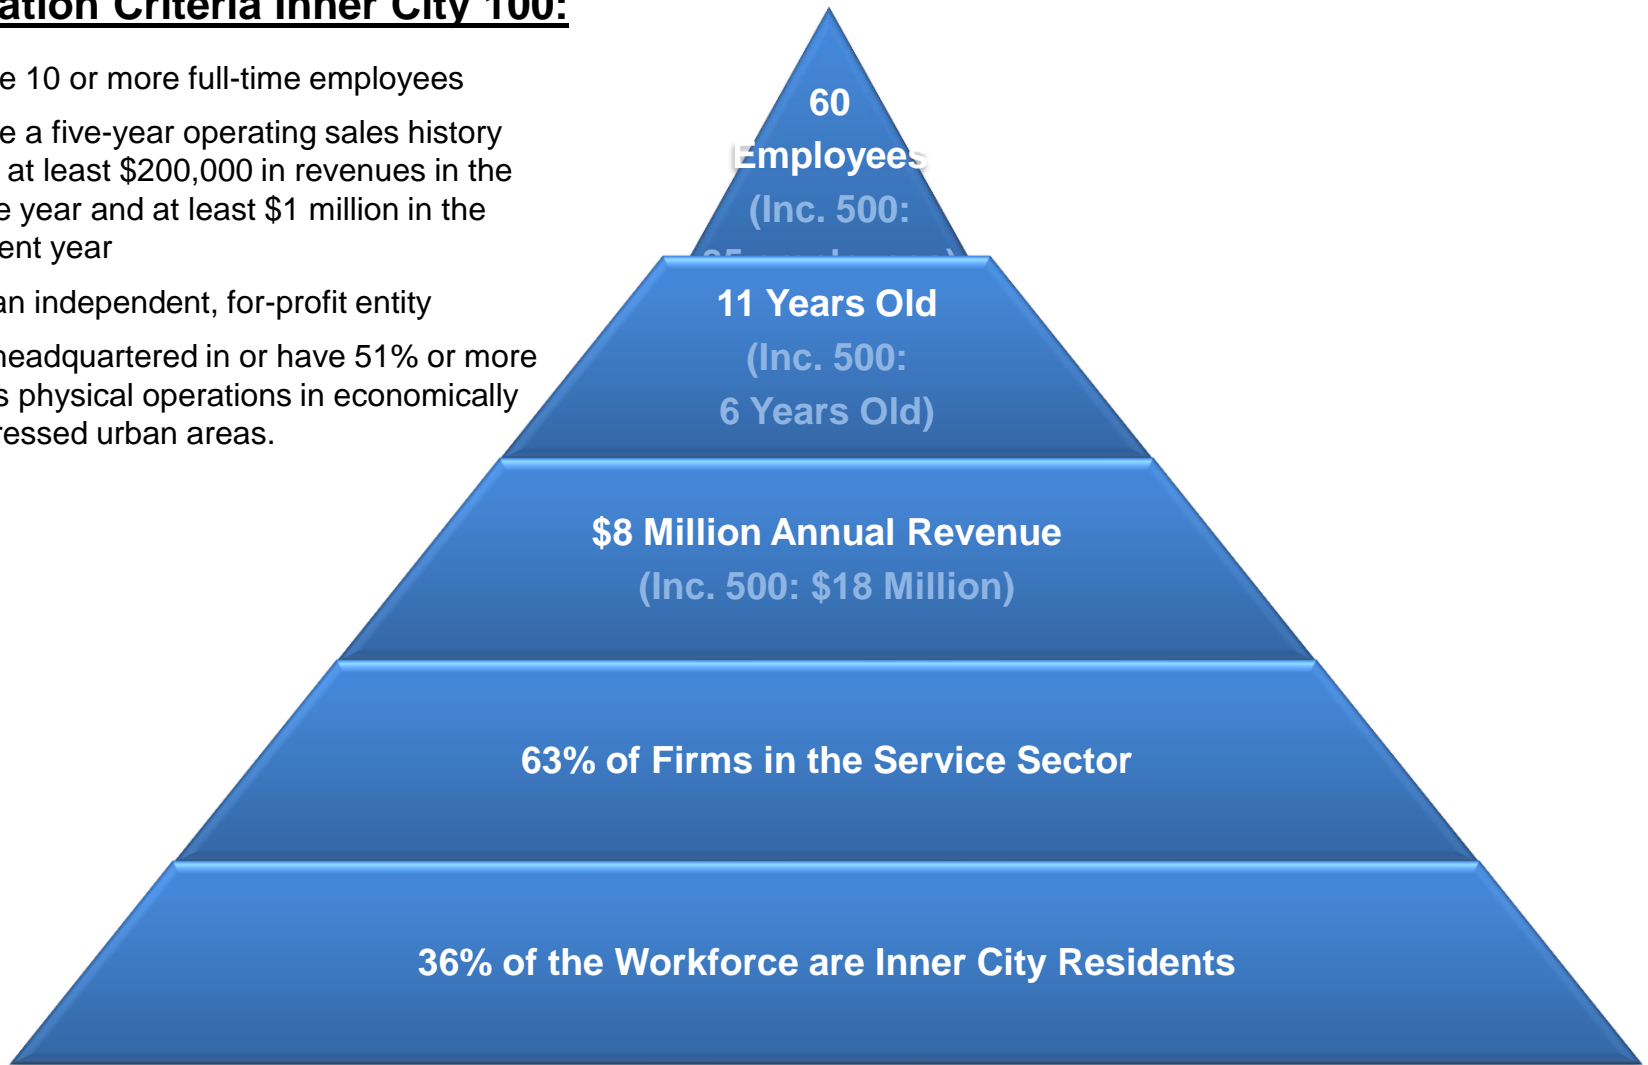 Criteria Inner City 100:
10 or more full-time employees
a five-year operating sales history
at least $200,000 in revenues in the
year and at least $1 million in the
year
an independent, for-profit entity
headquartered in or have 51% or more
physical operations in economically
urban areas.
60
Employees
(Inc. 500:
11 Years Old
(Inc. 500:
6 Years Old)
$8 Million Annual Revenue
(Inc. 500: $18 Million)
63% of Firms in the Service Sector
36% of the Workforce are Inner City Residents